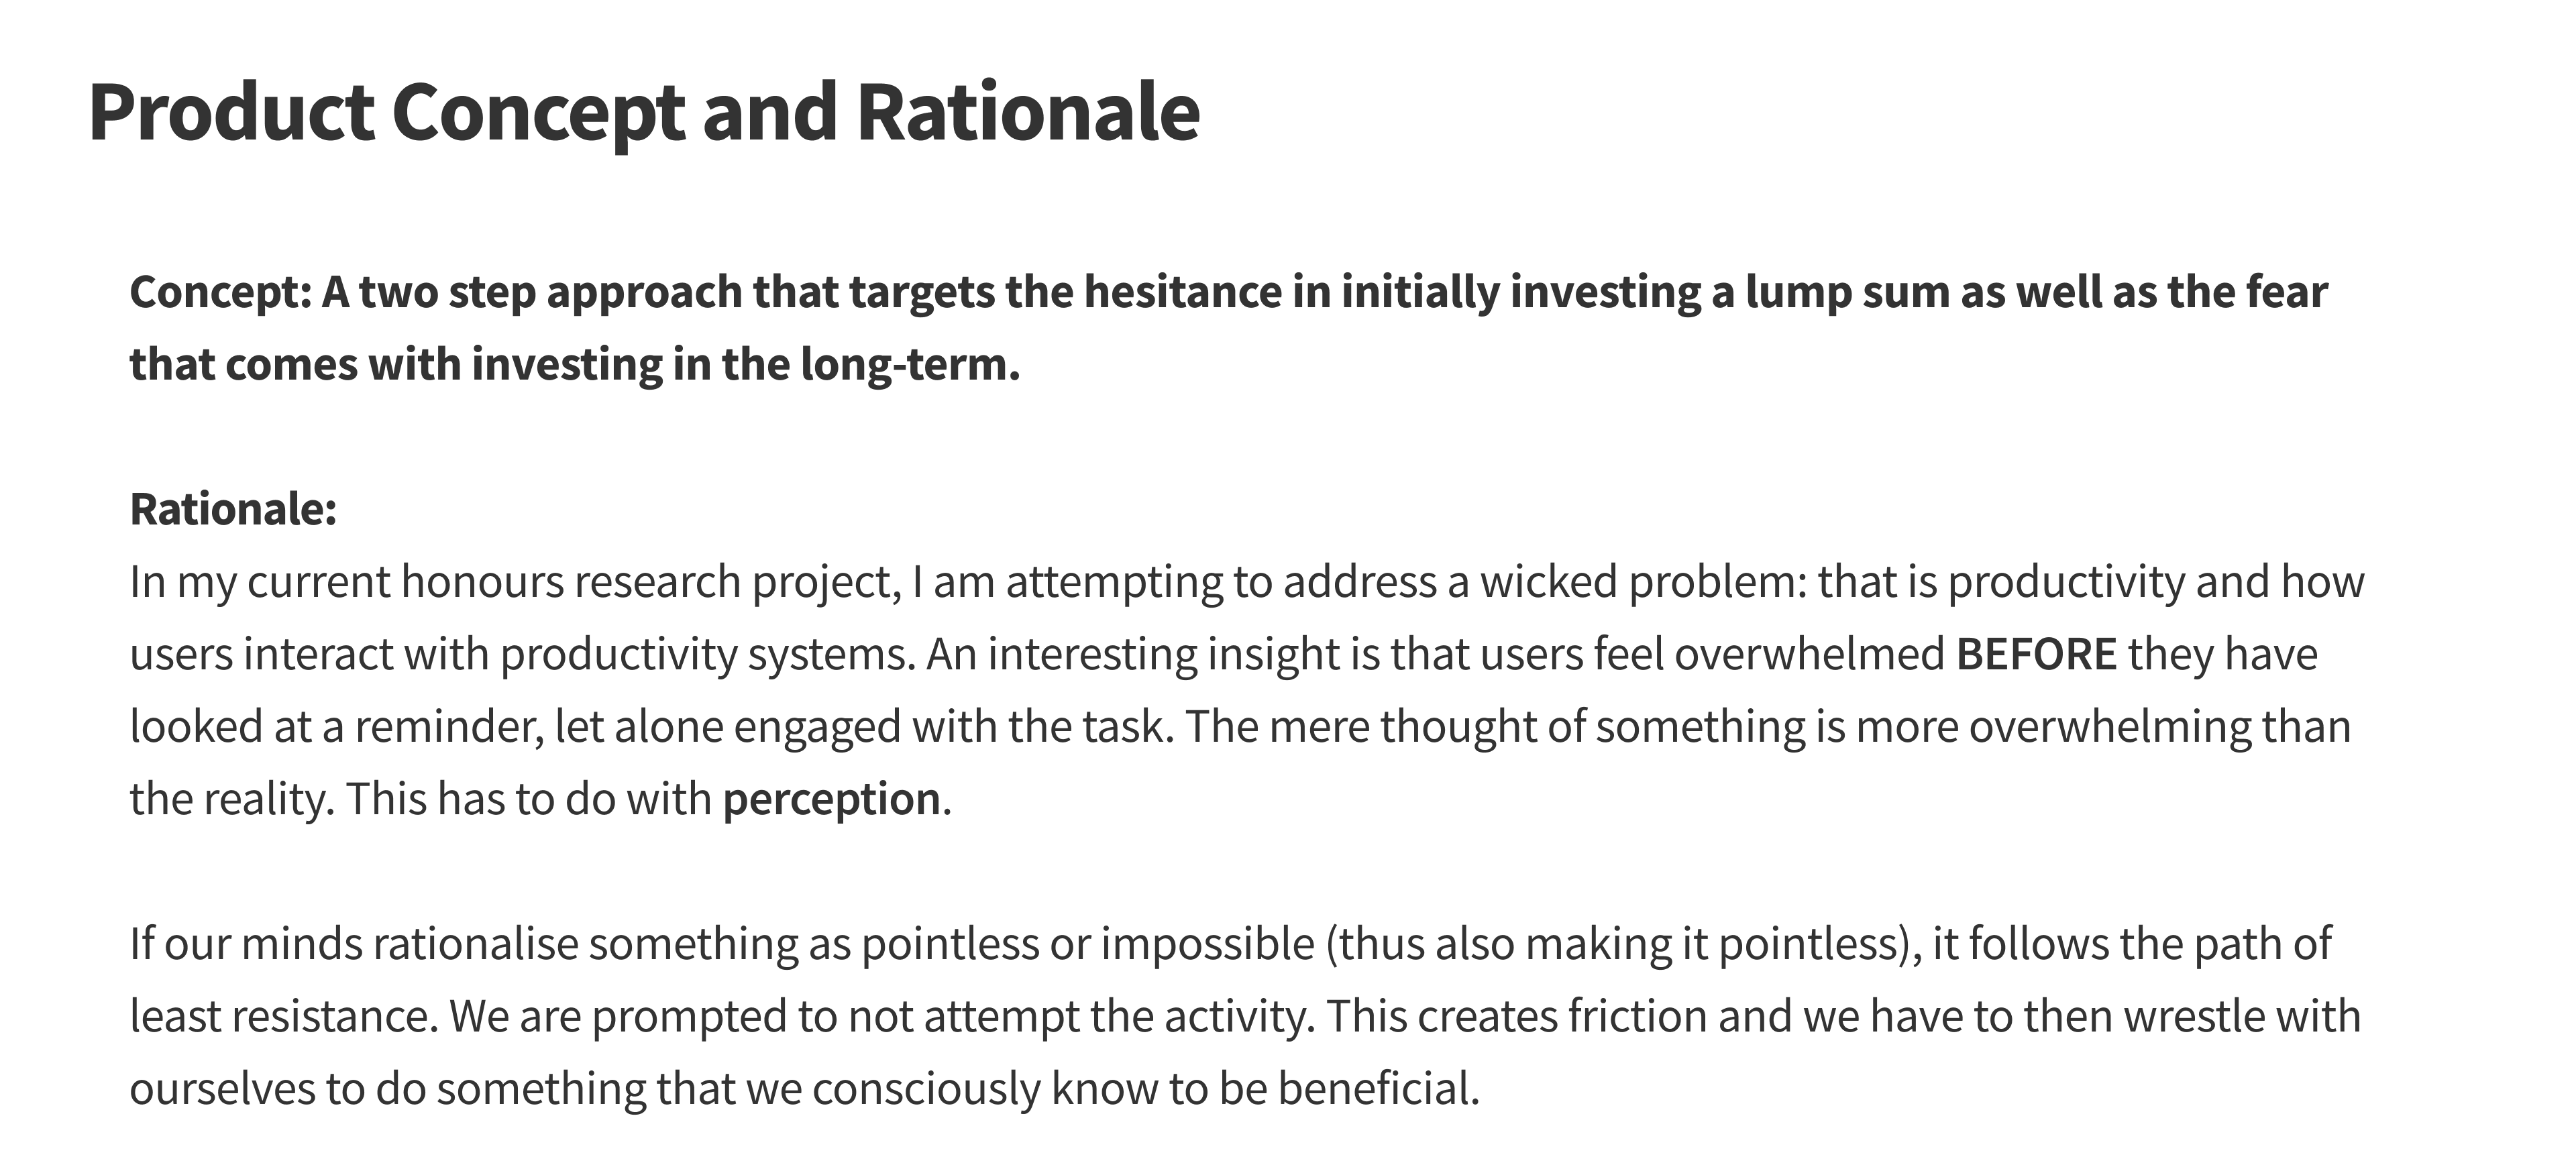 Product Concept and Rationale
Concept: A two step approach that targets the hesitance in initially investing a lump sum as well as the fear
that comes with investing in the long-term.
Rationale:
In my current honours research project, I am attempting to address a wicked problem: that is productivity and how
users interact with productivity systems. An interesting insight is that users feel overwhelmed BEFORE they have
looked at a reminder, let alone engaged with the task. The mere thought of something is more overwhelming than
the reality. This has to do with perception.
If our minds rationalise something as pointless or impossible (thus also making it pointless), it follows the path of
least resistance. We are prompted to not attempt the activity. This creates friction and we have to then wrestle with
ourselves to do something that we consciously know to be beneficial.